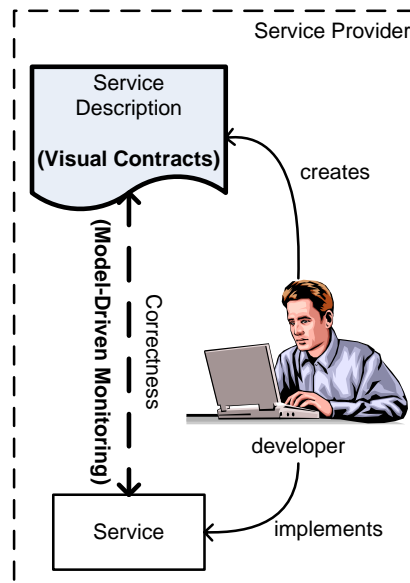 Service Provider
Service
Description
(Visual Contracts)
creates
(Model-Driven Monitoring)
Correctness
developer
Service
implements